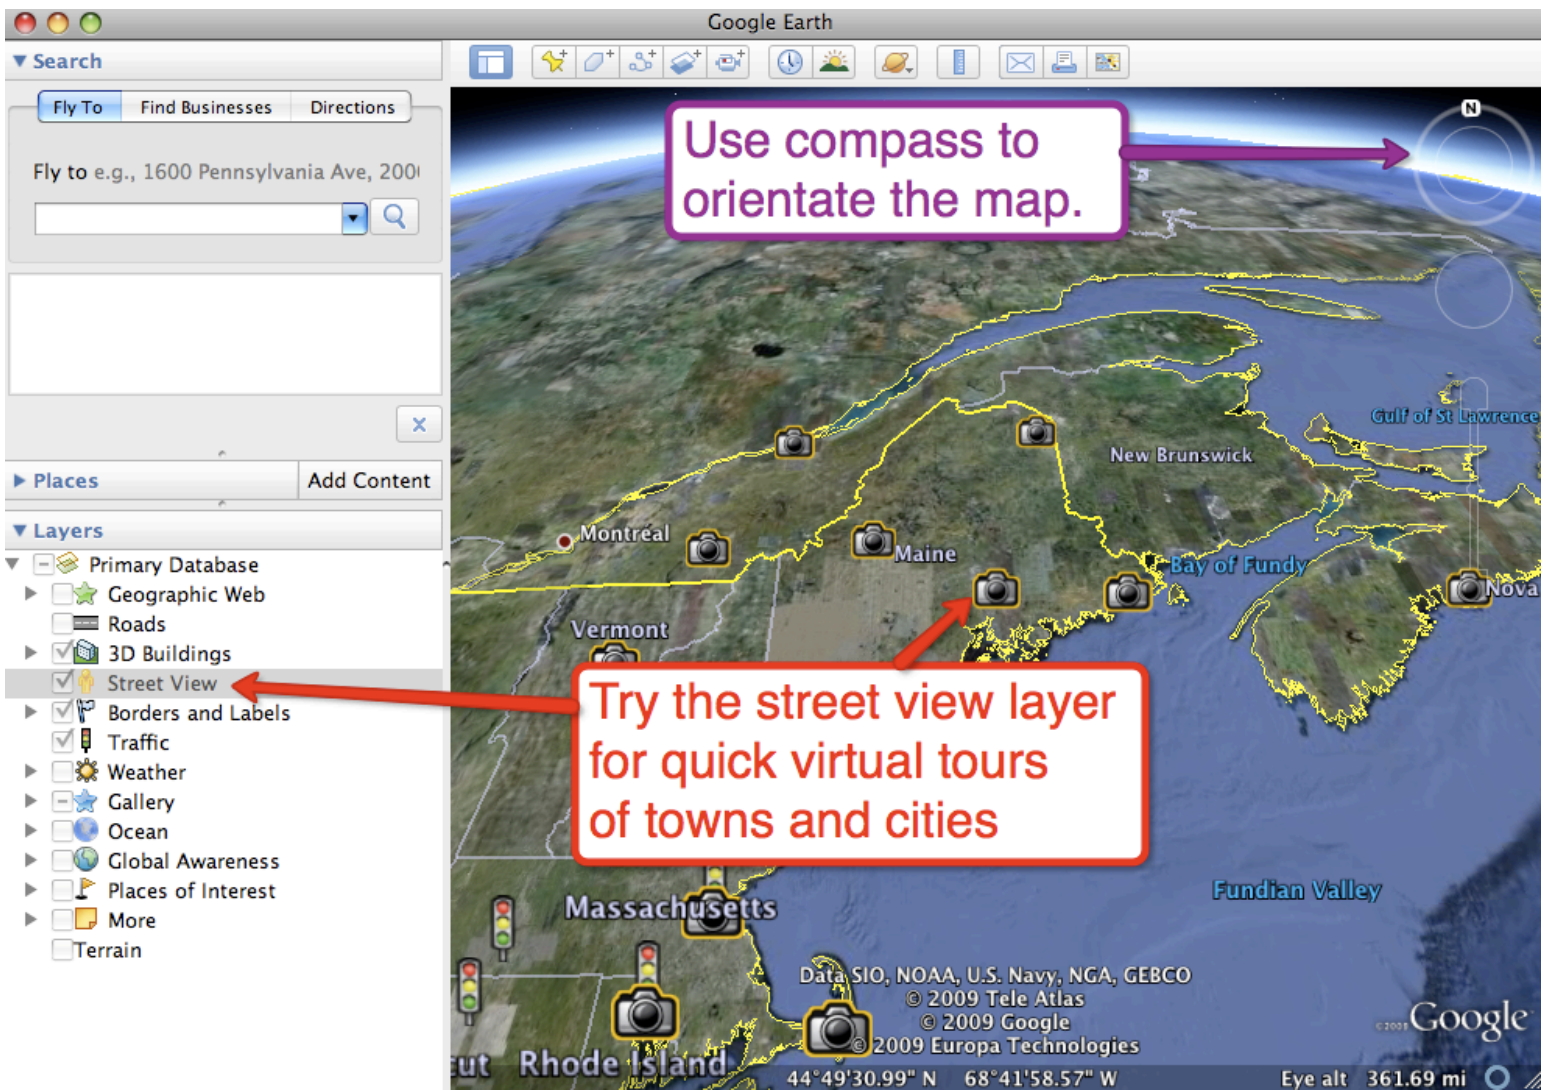 Google Earth
Search
Fly To
Find Businesses
Directions
Fly to e.g., 1600 Pennsylvania Ave, 200
Places
Add Content
Layers
Primary Database
Geographic Web
Roads
3D Buildings
Street View
Borders and Labels
Traffic
Weather
Gallery
Ocean
Global Awareness
Places of Interest
More
Terrain
Use compass to
orientate the map.
N
Gulf of St Lawrence
New Brunswick
Montréal
Maine
Bay of Fundy
Nova
Vermont
Try the street view layer
for quick virtual tours
of towns and cities
Fundian Valley
Massachusetts
Data SIO, NOAA, U.S. Navy, NGA, GEBCO
© 2009 Tele Atlas
© 2009 Google
© 2009 Europa Technologies
Google
cut Rhode Island
44°49'30.99" N 68°41'58.57" W
Eye alt 361.69 mi